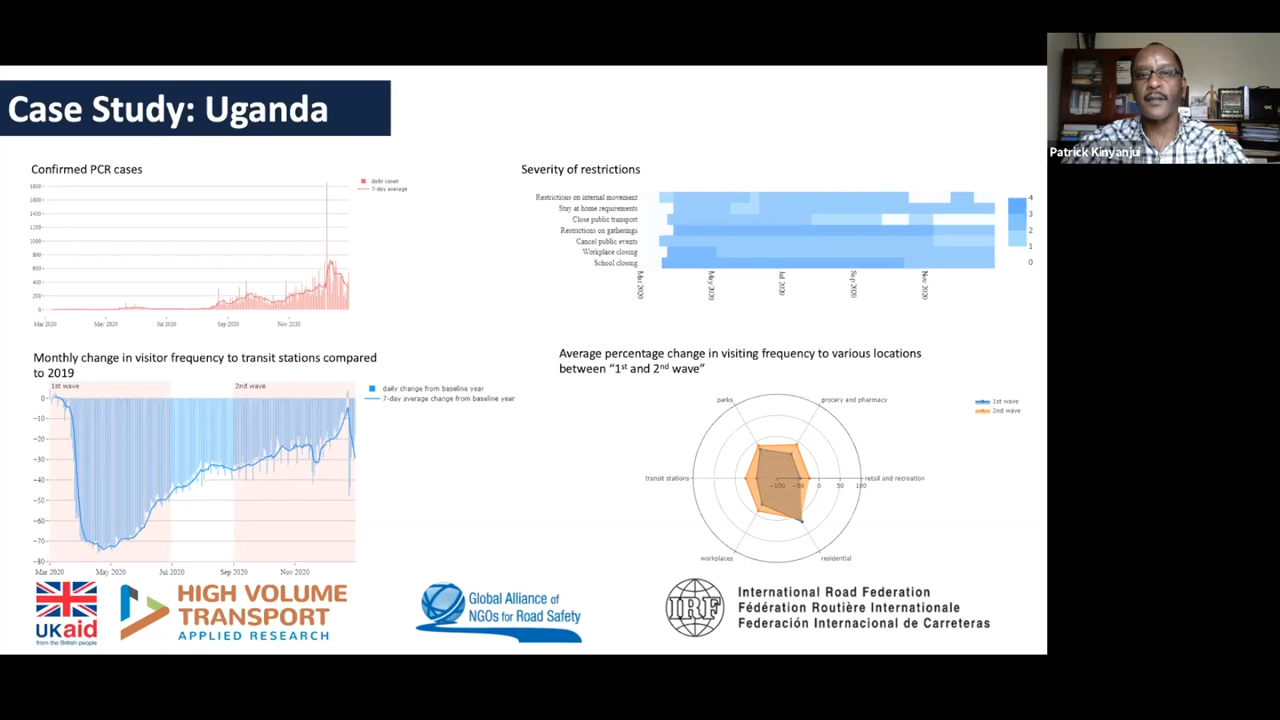 Case Study: Uganda
Confirmed PCR cases
1800
1600
1400
1200
1000
800
600
400
200
0
Mar 2020
May 2020
Jul 2020
Sep 2020
Nov 2020
daily cases
7-day average
Severity of restrictions
Restrictions on internal movement
Stay at home requirements
Close public transport
Restrictions on gatherings
Cancel public events
Workplace closing
School closing
Mar 2020
May 2020
Jul 2020
Sep 2020
Nov 2020
4
3
2
1
0
Monthly change in visitor frequency to transit stations compared
to 2019
1st wave
2nd wave
0
−10
−20
−30
−40
−50
−60
−70
−80
Mar 2020
May 2020
Jul 2020
Sep 2020
Nov 2020
daily change from baseline year
7-day average change from baseline year
Average percentage change in visiting frequency to various locations
between “1st and 2nd wave”
parks
grocery and pharmacy
transit stations
−100 −50 0 50 100
retail and recreation
workplaces
residential
1st wave
2nd wave
UKaid
from the British people
HIGH VOLUME
TRANSPORT
APPLIED RESEARCH
Global Alliance of
NGOs for Road Safety
IRF
International Road Federation
Fédération Routière Internationale
Federación Internacional de Carreteras
Patrick Kinyanjui